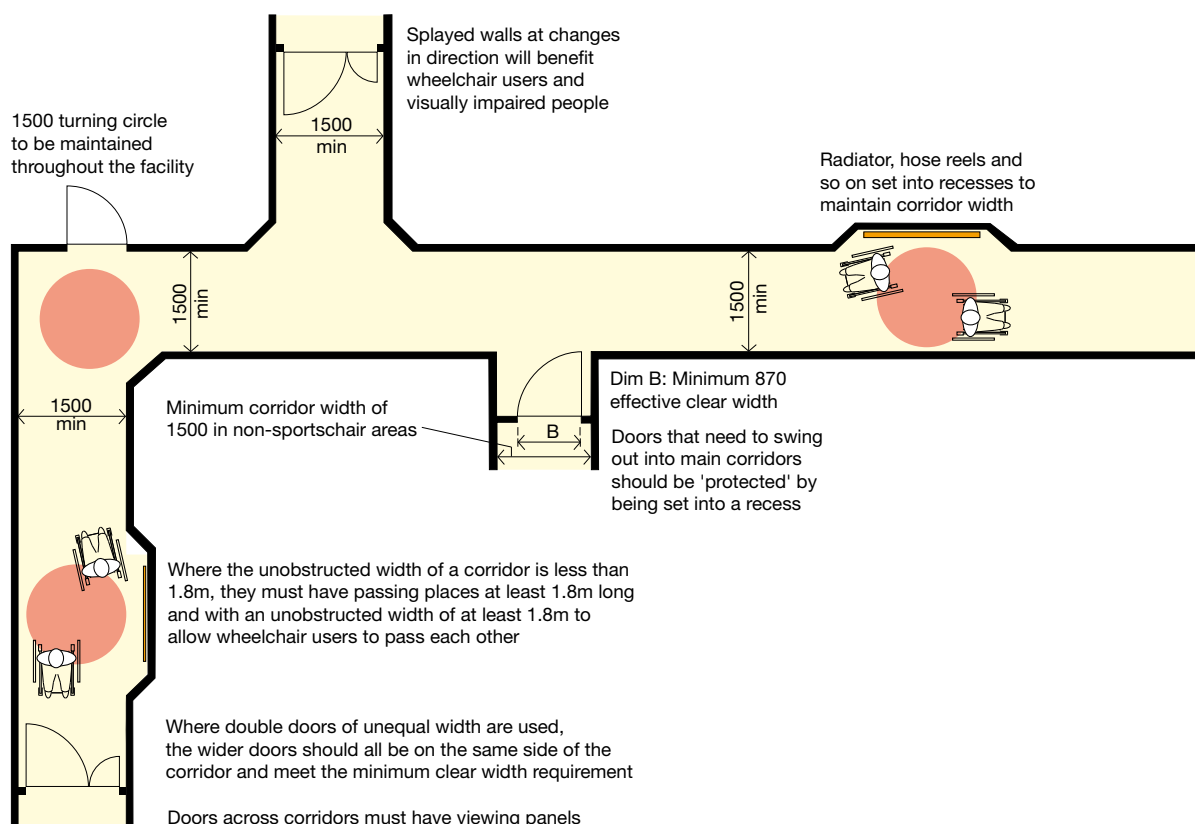 Splayed walls at changes
in direction will benefit
wheelchair users and
visually impaired people
1500 turning circle
to be maintained
throughout the facility
1500
min
Radiator, hose reels and
so on set into recesses to
maintain corridor width
1500
min
1500
min
1500
min
Minimum corridor width of
1500 in non-sportschair areas
B
Dim B: Minimum 870
effective clear width
Doors that need to swing
out into main corridors
should be 'protected' by
being set into a recess
Where the unobstructed width of a corridor is less than
1.8m, they must have passing places at least 1.8m long
and with an unobstructed width of at least 1.8m to
allow wheelchair users to pass each other
Where double doors of unequal width are used,
the wider doors should all be on the same side of the
corridor and meet the minimum clear width requirement
Doors across corridors must have viewing panels